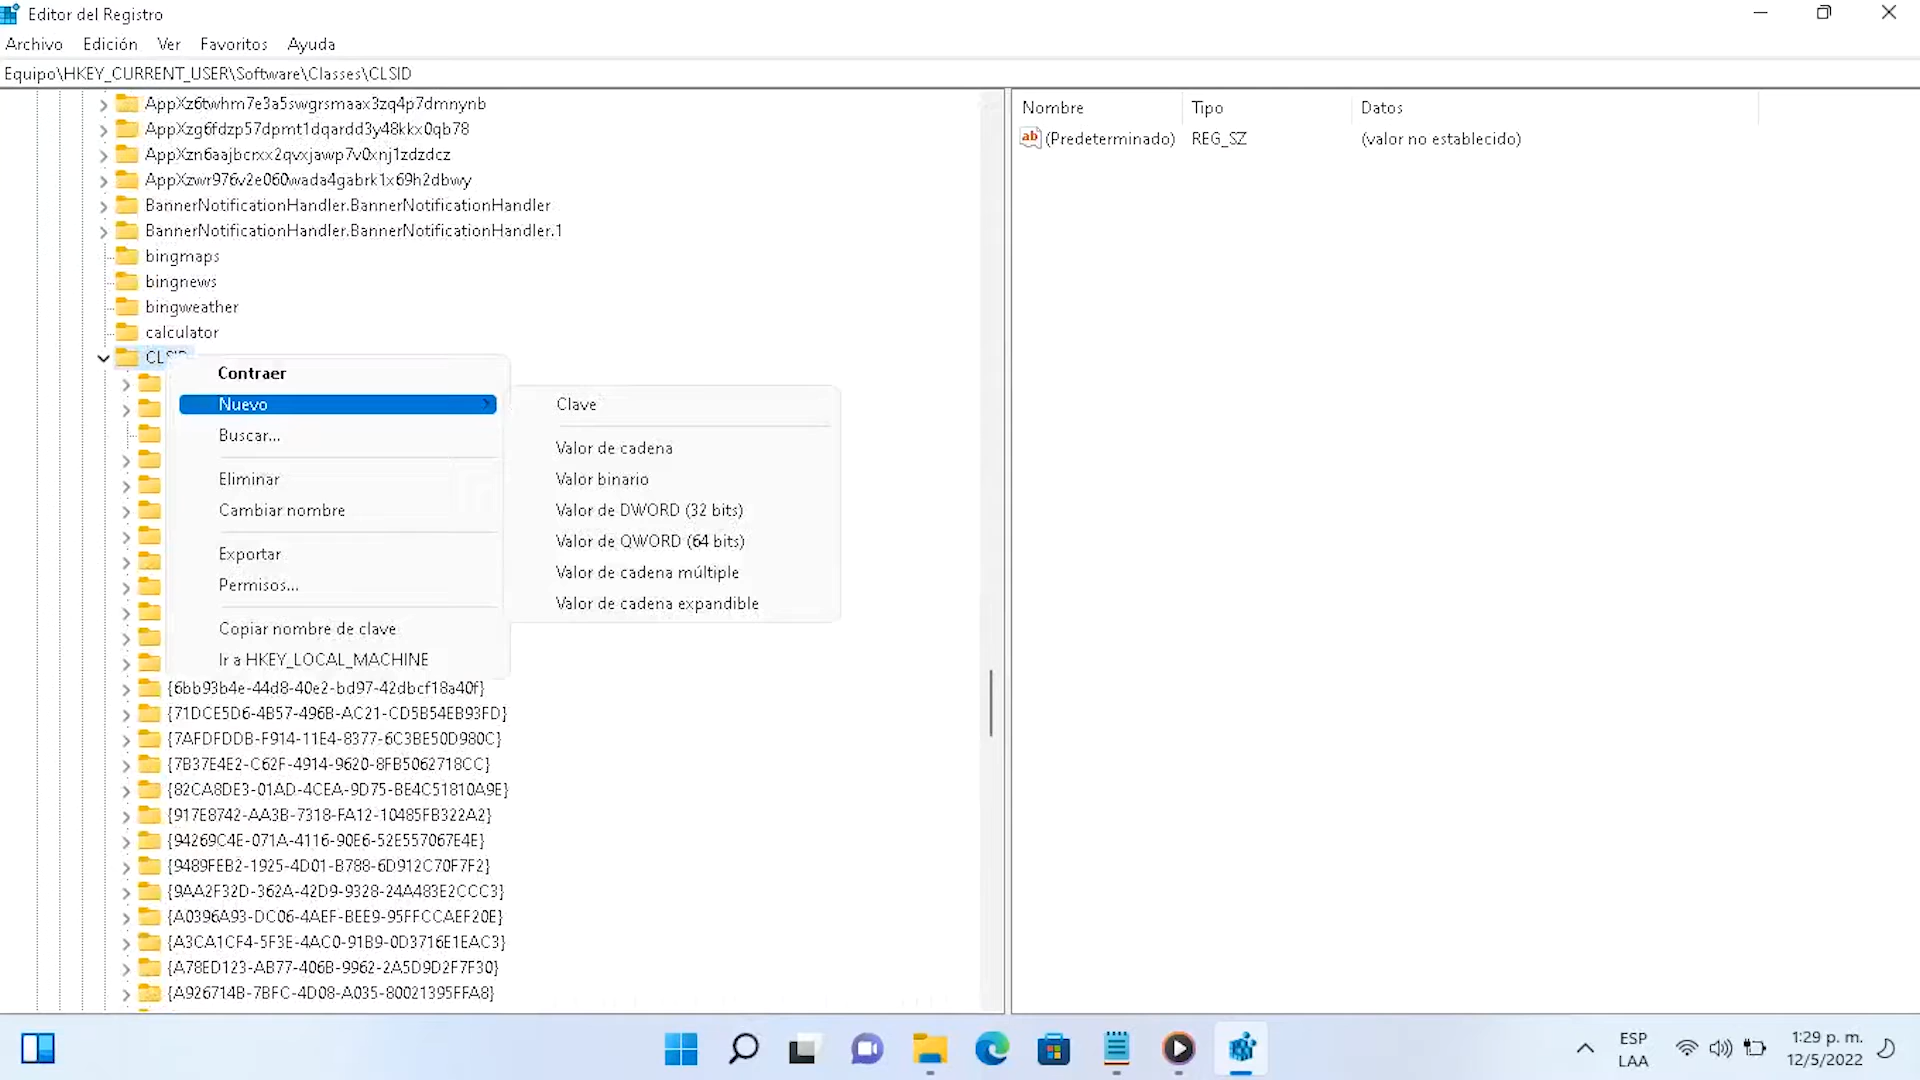 Editor del Registro
Archivo Edición Ver Favoritos Ayuda
Equipo\HKEY_CURRENT_USER\Software\Classes\CLSID
AppXz6twhm7e3a5swgrsmaax3zq4p7dmnynb
AppXzg6fdzp57dpmt1dqardd3y48kkx0qb78
AppXzn6aajbcrxx2qvxjawp7v0xnj1zdzdcz
AppXzwr976v2e060wada4gabrk1x69h2dbwy
BannerNotificationHandler.BannerNotificationHandler
BannerNotificationHandler.BannerNotificationHandler.1
bingmaps
bingnews
bingweather
calculator
CLSID
Contraer
Nuevo
Buscar...
Eliminar
Cambiar nombre
Exportar
Permisos...
Copiar nombre de clave
Ir a HKEY_LOCAL_MACHINE
Clave
Valor de cadena
Valor binario
Valor de DWORD (32 bits)
Valor de QWORD (64 bits)
Valor de cadena múltiple
Valor de cadena expandible
{6bb93b4e-44d8-40e2-bd97-42dbcf18a40f}
{71DCE5D6-4B57-496B-AC21-CD5B54EB93FD}
{7AFDFDDB-F914-11E4-8377-6C3BE50D980C}
{7B37E4E2-C62F-4914-9620-8FB5062718CC}
{82CA8DE3-01AD-4CEA-9D75-BE4C51810A9E}
{917E8742-AA3B-7318-FA12-10485FB322A2}
{94269C4E-071A-4116-90E6-52E557067E4E}
{9489FEB2-1925-4D01-B788-6D912C70F7F2}
{9AA2F32D-362A-42D9-9328-24A483E2CCC3}
{A0396A93-DC06-4AEF-BEE9-95FFCCAEF20E}
{A3CA1CF4-5F3E-4AC0-91B9-0D3716E1EAC3}
{A78ED123-AB77-406B-9962-2A5D9D2F7F30}
{A926714B-7BFC-4D08-A035-80021395FFA8}
Nombre Tipo Datos
ab (Predeterminado) REG_SZ (valor no establecido)
ESP
LAA
1:29 p. m.
12/5/2022